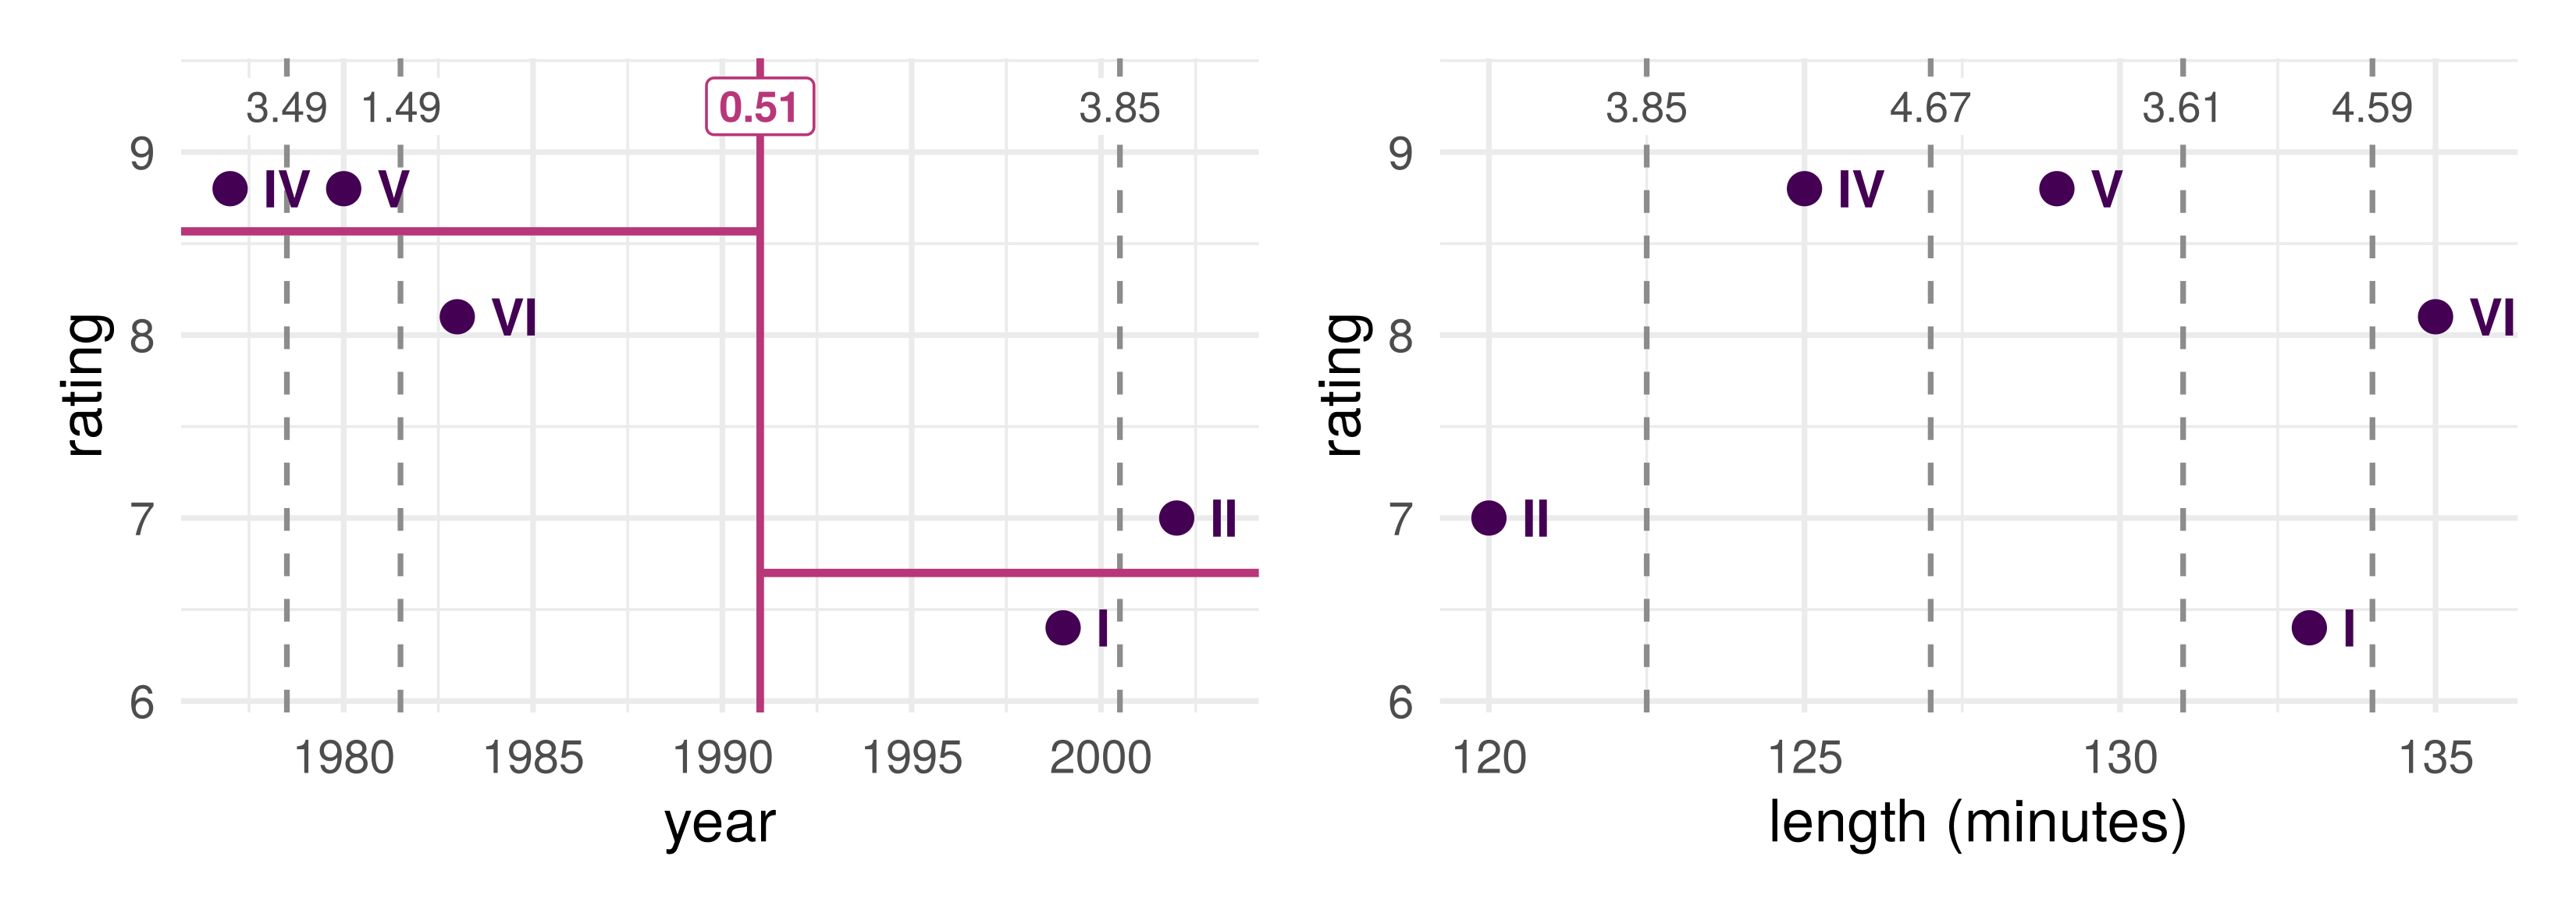 3.49 1.49 0.51 3.85
9
IV V
VI
8
7
II
I
6
rating
1980 1985 1990 1995 2000
year
3.85 4.67 3.61 4.59
9
IV V
VI
8
7
II
I
6
rating
120 125 130 135
length (minutes)